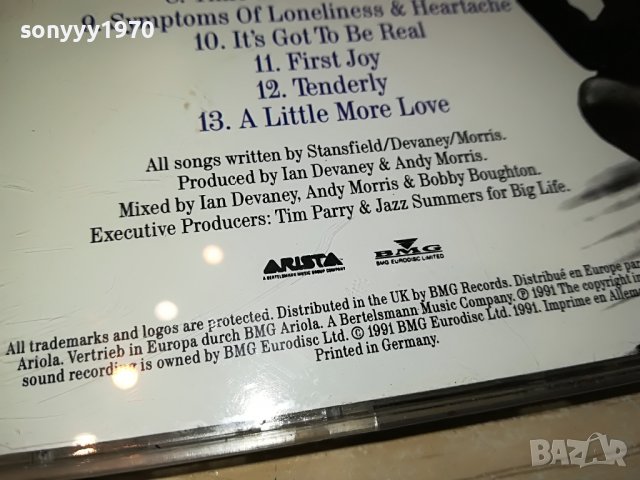 sonyyy1970
9. Symptoms Of Loneliness & Heartache
10. It's Got To Be Real
11. First Joy
12. Tenderly
13. A Little More Love
All songs written by Stansfield/Devaney/Morris.
Produced by Ian Devaney & Andy Morris.
Mixed by Ian Devaney, Andy Morris & Bobby Boughton.
Executive Producers: Tim Parry & Jazz Summers for Big Life.
ARISTA
A BERTELSMANN MUSIC GROUP COMPANY
BMG
BMG EURODISC LIMITED
All trademarks and logos are protected. Distributed in the UK by BMG Records. Distribué en Europe par
Ariola. Vertrieb in Europa durch BMG Ariola. A Bertelsmann Music Company. ℗ 1991 The copyright in
sound recording is owned by BMG Eurodisc Ltd. © 1991 BMG Eurodisc Ltd. 1991. Imprime en Allem
Printed in Germany.
BAZAR